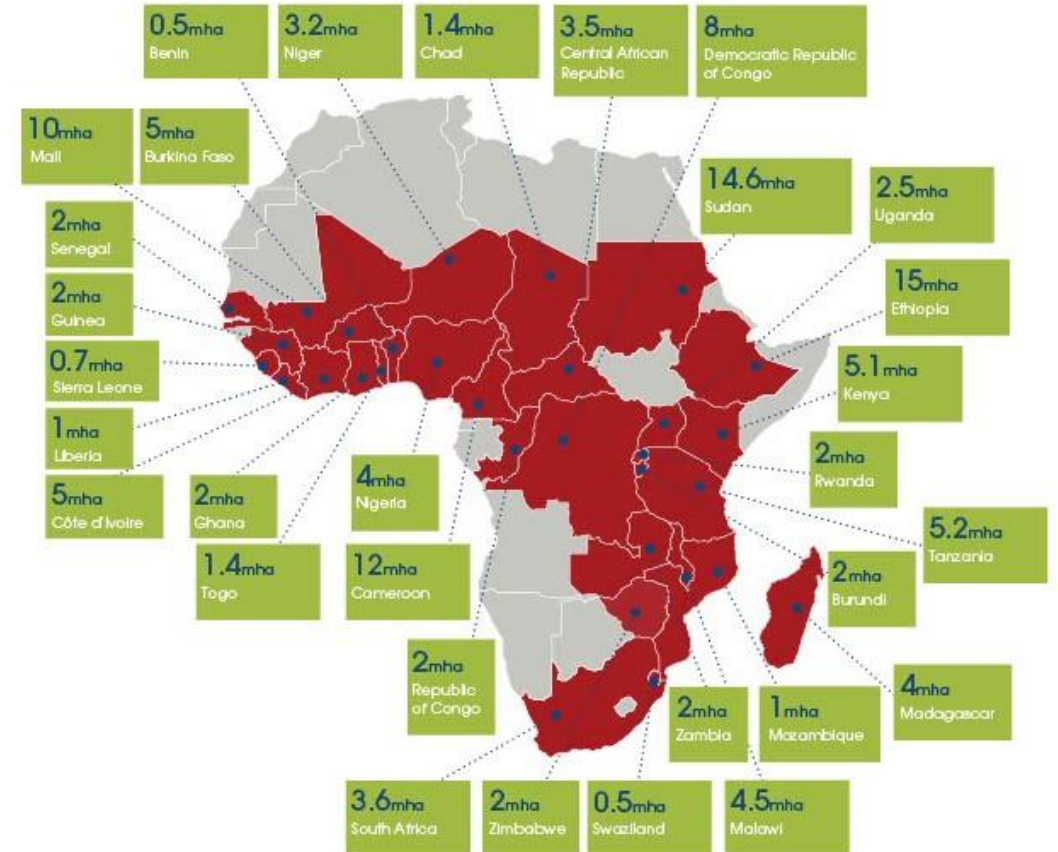 0.5mha
Benin
3.2mha
Niger
1.4mha
Chad
3.5mha
Central African
Republic
8mha
Democratic Republic
of Congo
10mha
Mali
5mha
Burkina Faso
14.6mha
Sudan
2.5mha
Uganda
2mha
Senegal
15mha
Ethiopia
2mha
Guinea
0.7mha
Sierra Leone
5.1mha
Kenya
1mha
Liberia
2mha
Rwanda
5mha
Côte d'Ivoire
2mha
Ghana
4mha
Nigeria
5.2mha
Tanzania
1.4mha
Togo
12mha
Cameroon
2mha
Burundi
2mha
Republic
of Congo
4mha
Madagascar
2mha
Zambia
1mha
Mozambique
3.6mha
South Africa
2mha
Zimbabwe
0.5mha
Swaziland
4.5mha
Malawi